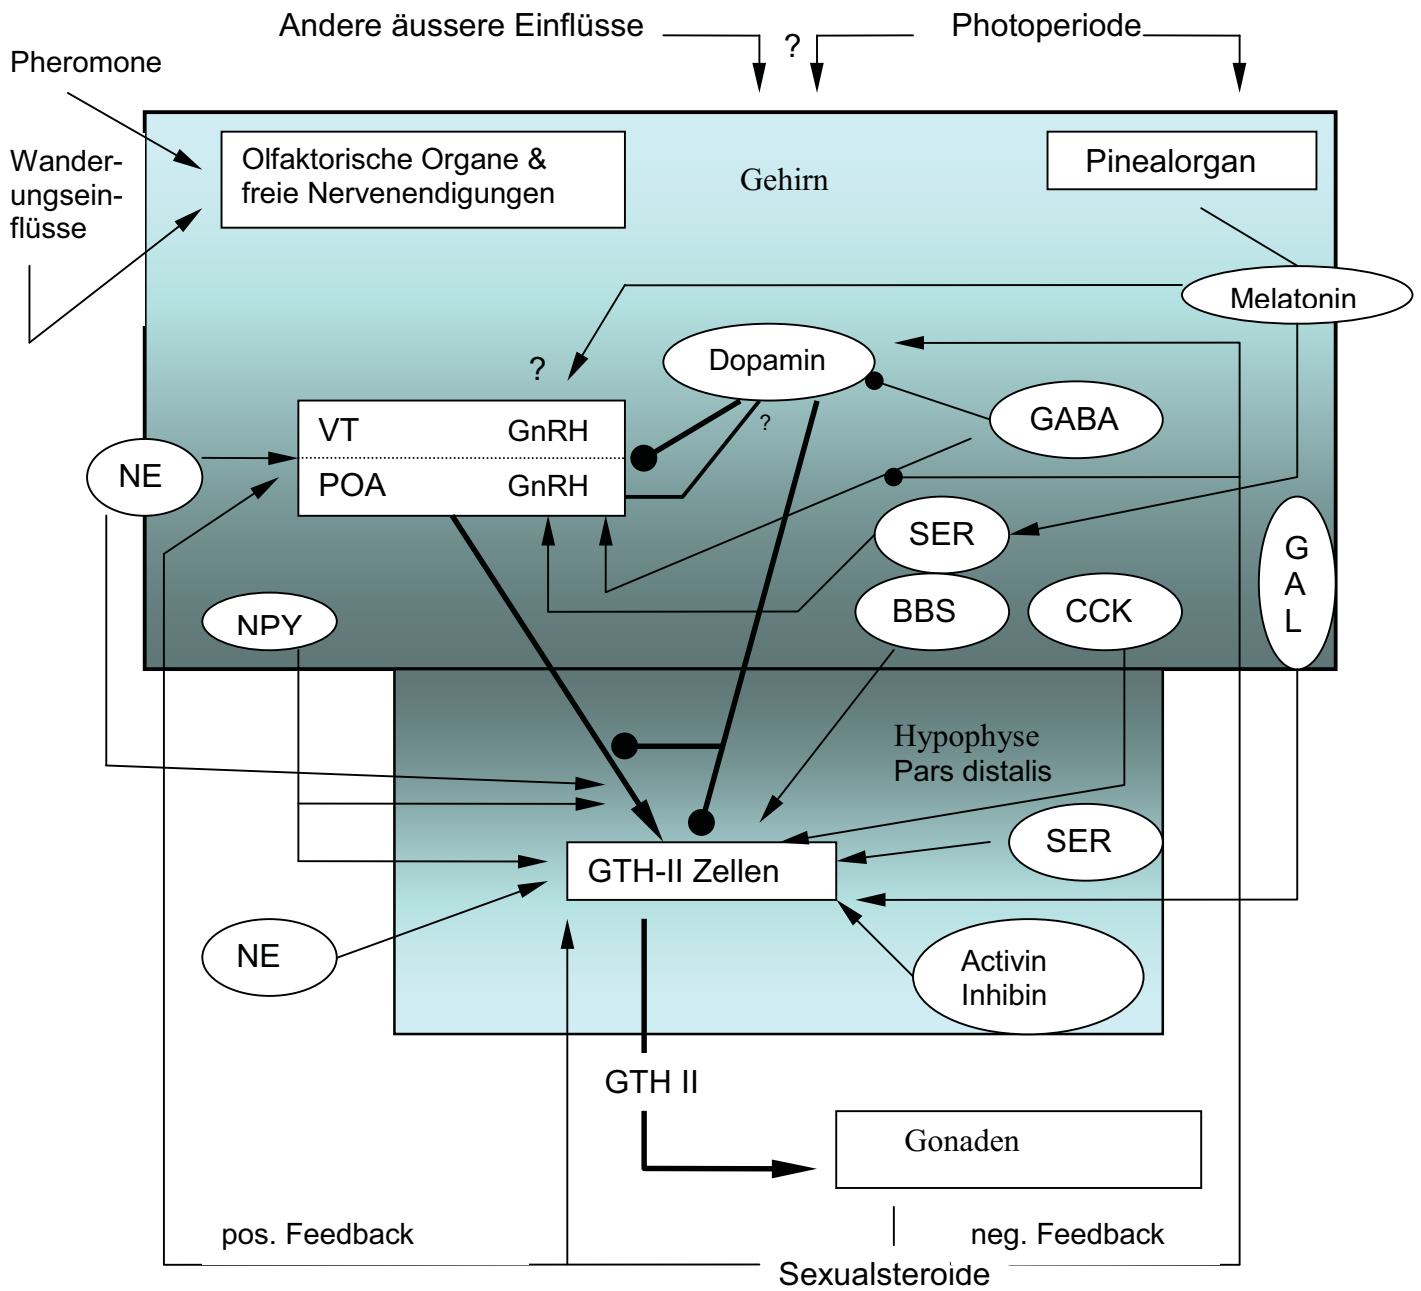 Andere äussere Einflüsse
?
Photoperiode
Pheromone
Wander-
ungsein-
flüsse
Olfaktorische Organe &
freie Nervenendigungen
Gehirn
Pinealorgan
Melatonin
?
Dopamin
?
GABA
VT GnRH
POA GnRH
NE
SER
BBS
CCK
G
A
L
NPY
Hypophyse
Pars distalis
SER
GTH-II Zellen
NE
Activin
Inhibin
GTH II
Gonaden
pos. Feedback
neg. Feedback
Sexualsteroide